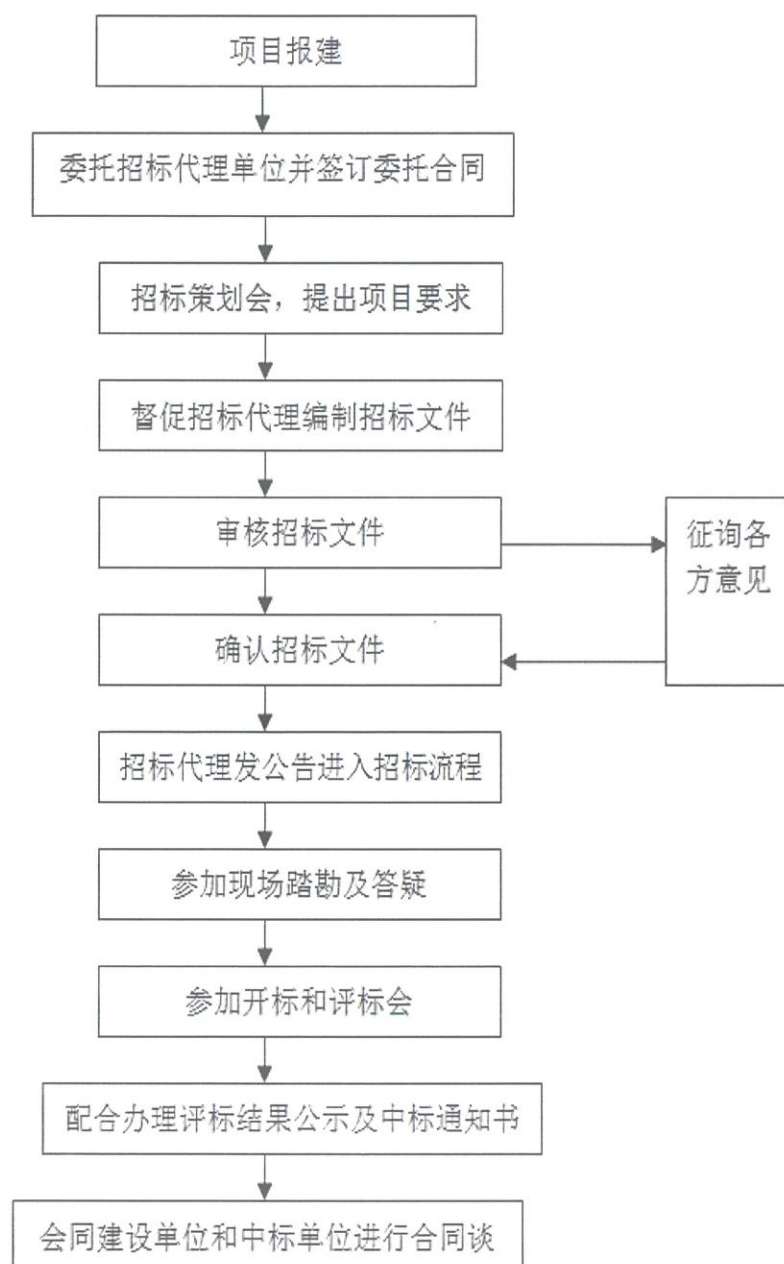 项目报建
委托招标代理单位并签订委托合同
招标策划会，提出项目要求
督促招标代理编制招标文件
审核招标文件
征询各
方意见
确认招标文件
招标代理发公告进入招标流程
参加现场踏勘及答疑
参加开标和评标会
配合办理评标结果公示及中标通知书
会同建设单位和中标单位进行合同谈